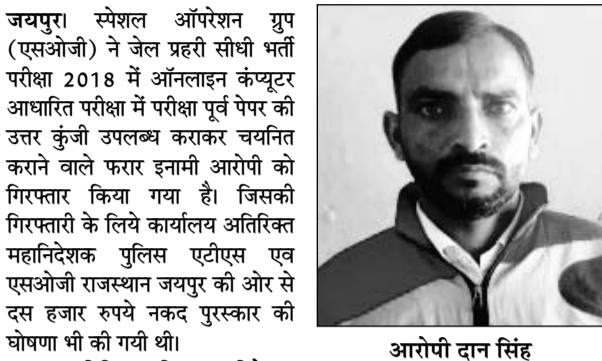 जयपुर। स्पेशल ऑपरेशन ग्रुप
(एसओजी) ने जेल प्रहरी सीधी भर्ती
परीक्षा 2018 में ऑनलाइन कंप्यूटर
आधारित परीक्षा में परीक्षा पूर्व पेपर की
उत्तर कुंजी उपलब्ध कराकर चयनित
कराने वाले फरार इनामी आरोपी को
गिरफ्तार किया गया है। जिसकी
गिरफ्तारी के लिये कार्यालय अतिरिक्त
महानिदेशक पुलिस एटीएस एव
एसओजी राजस्थान जयपुर की ओर से
दस हजार रुपये नकद पुरस्कार की
घोषणा भी की गयी थी।
आरोपी दान सिंह